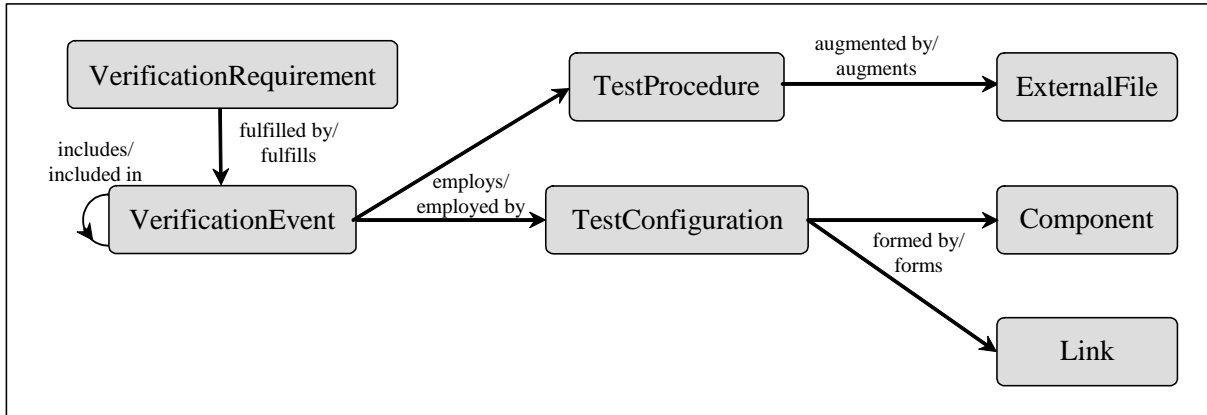 VerificationRequirement
fulfilled by/
fulfills
includes/
included in
VerificationEvent
employs/
employed by
TestProcedure
augmented by/
augments
ExternalFile
TestConfiguration
formed by/
forms
Component
Link